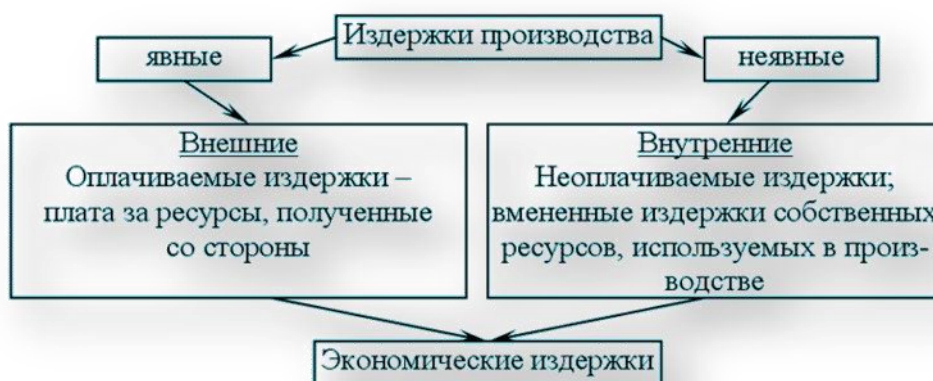 Издержки производства
явные
неявные
Внешние
Оплачиваемые издержки –
плата за ресурсы, полученные
со стороны
Внутренние
Неоплачиваемые издержки;
вмененные издержки собственных
ресурсов, используемых в произ-
водстве
Экономические издержки